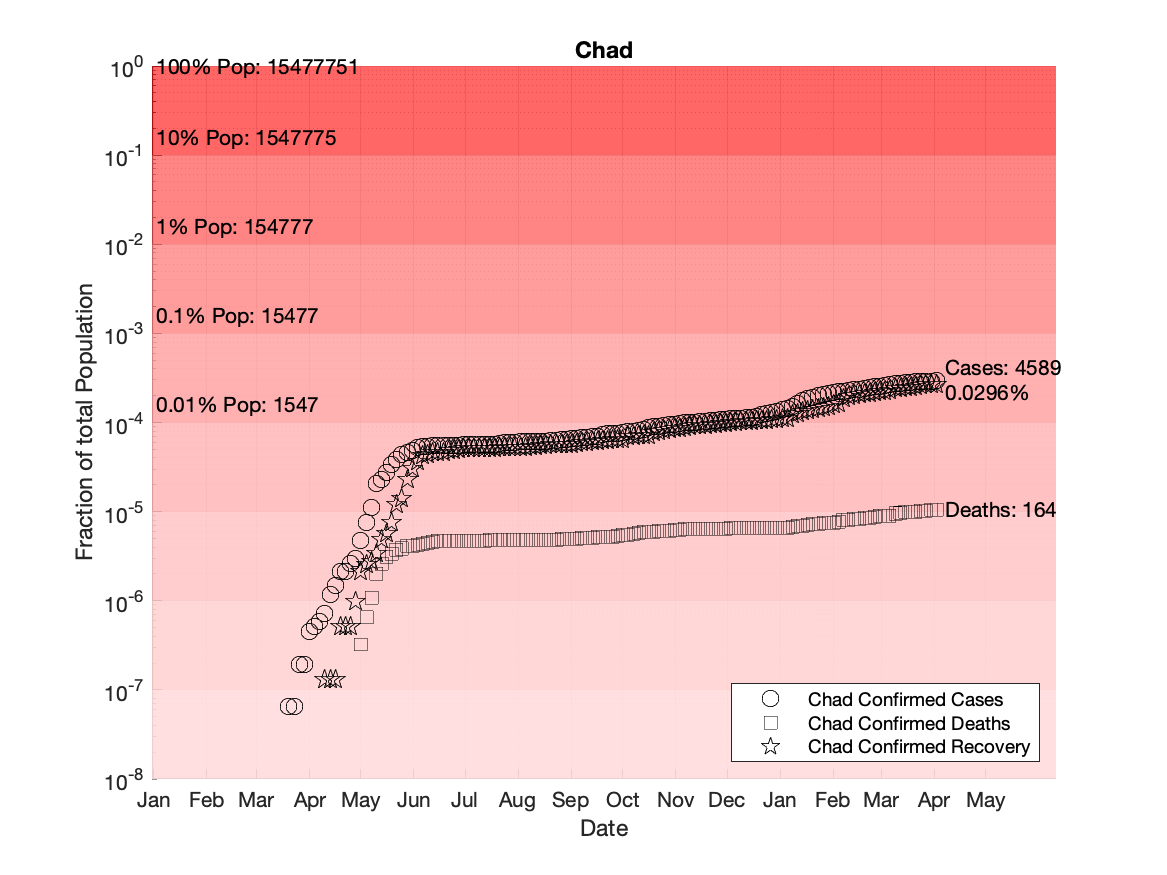 Chad
10^0
100% Pop: 15477751
10% Pop: 1547775
10^-1
1% Pop: 154777
10^-2
0.1% Pop: 15477
10^-3
Cases: 4589
0.0296%
0.01% Pop: 1547
10^-4
10^-5
Deaths: 164
10^-6
10^-7
10^-8
Fraction of total Population
Chad Confirmed Cases
Chad Confirmed Deaths
Chad Confirmed Recovery
Jan Feb Mar Apr May Jun Jul Aug Sep Oct Nov Dec Jan Feb Mar Apr May
Date